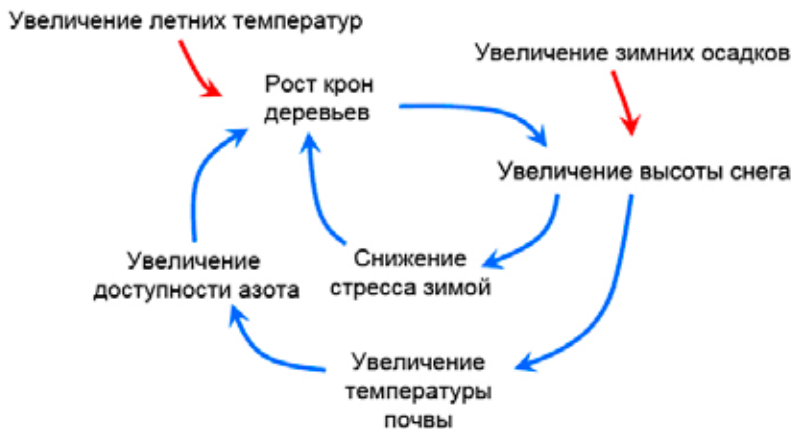 Увеличение летних температур
Увеличение зимних осадков
Рост крон
деревьев
Увеличение высоты снега
Увеличение
доступности азота
Снижение
стресса зимой
Увеличение
температуры
почвы